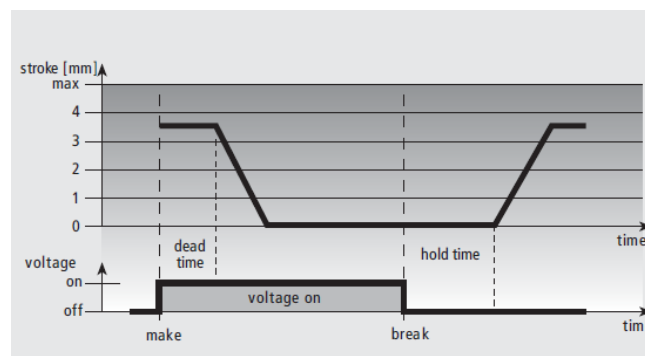 stroke [mm]
max
4
3
2
1
0
time
dead
time
hold time
voltage
on
voltage on
off
tim
make
break